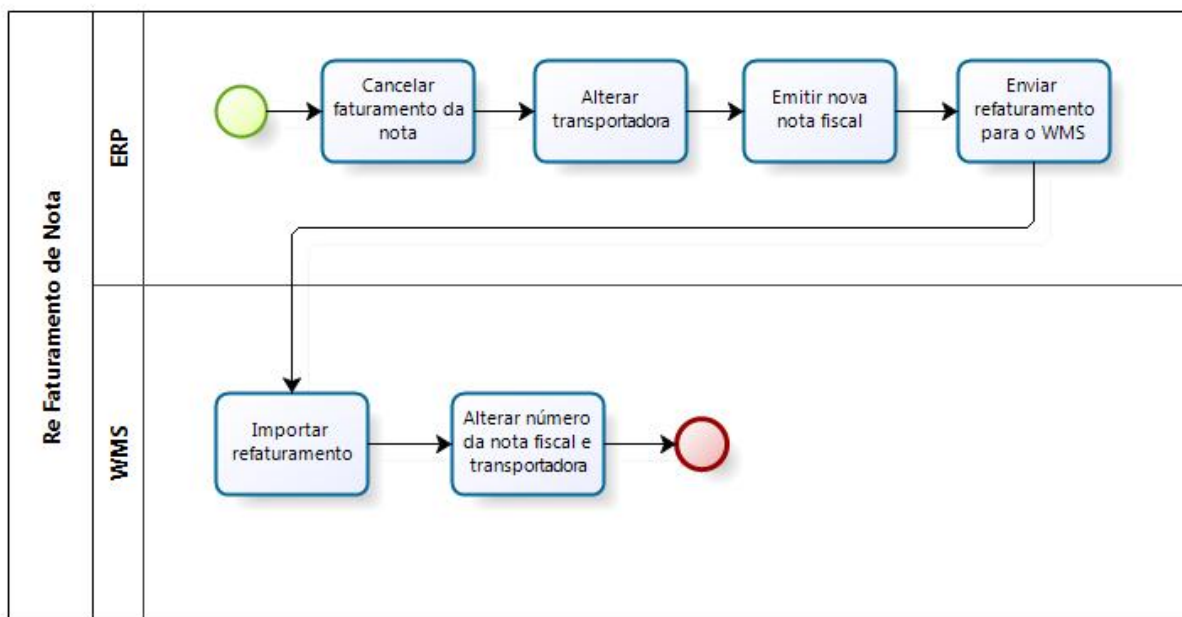 Re Faturamento de Nota
ERP
Cancelar
faturamento da
nota
Alterar
transportadora
Emitir nova
nota fiscal
Enviar
refaturamento
para o WMS
WMS
Importar
refaturamento
Alterar número
da nota fiscal e
transportadora